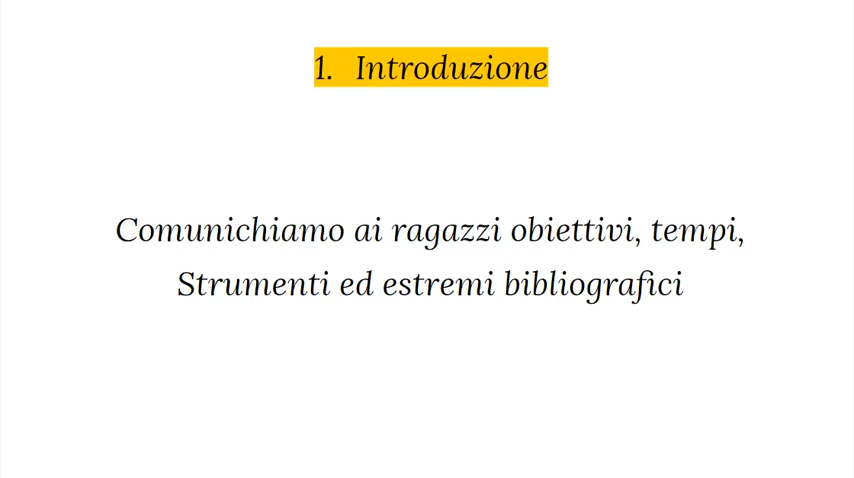 1. Introduzione
Comunichiamo ai ragazzi obiettivi, tempi,
Strumenti ed estremi bibliografici